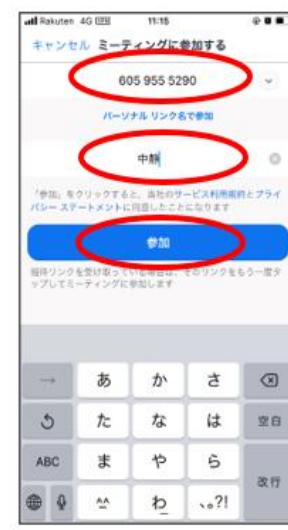 Rakuten 4G 11:15
キャンセル ミーティングに参加する
605 955 5290
パーソナル リンク名で参加
中静
「参加」をクリックすると、当社のサービス利用規約とプライ
バシー ステートメントに同意したことになります
参加
招待リンクを受け取っている場合は、そのリンクをもう一度タ
ップしてミーティングに参加します
→ あ か さ
た な は 空白
ABC ま や ら
改行
^^ わ 、。?!